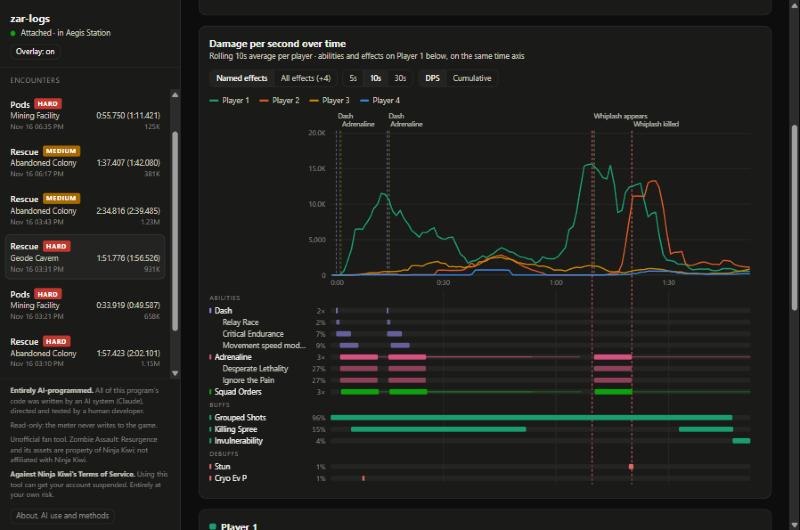 zar-logs
Attached · in Aegis Station
Overlay: on
ENCOUNTERS
Pods HARD
Mining Facility 0:55.750 (1:11.421)
Nov 16 06:35 PM 125K
Rescue MEDIUM
Abandoned Colony 1:37.407 (1:42.080)
Nov 16 06:17 PM 381K
Rescue MEDIUM
Abandoned Colony 2:34.816 (2:39.485)
Nov 16 03:43 PM 1.23M
Rescue HARD
Geode Cavern 1:51.776 (1:56.526)
Nov 16 03:31 PM 931K
Pods HARD
Mining Facility 0:33.919 (0:49.587)
Nov 16 03:21 PM 658K
Rescue HARD
Abandoned Colony 1:57.423 (2:02.101)
Nov 16 03:10 PM 1.15M
Entirely AI-programmed. All of this program's
code was written by an AI system (Claude),
directed and tested by a human developer.
Read-only: the meter never writes to the game.
Unofficial fan tool. Zombie Assault: Resurgence
and its assets are property of Ninja Kiwi; not
affiliated with Ninja Kiwi.
Against Ninja Kiwi's Terms of Service. Using this
tool can get your account suspended. Entirely at
your own risk.
About, AI use and methods
Damage per second over time
Rolling 10s average per player · abilities and effects on Player 1 below, on the same time axis
Named effects All effects (+4) 5s 10s 30s DPS Cumulative
Player 1 Player 2 Player 3 Player 4
Dash Dash Whiplash appears
Adrenaline Adrenaline Whiplash killed
20.0K
15.0K
10.0K
5,000
0
0:00 0:30 1:00 1:30
ABILITIES
Dash 2×
Relay Race 2%
Critical Endurance 7%
Movement speed mod... 9%
Adrenaline 3×
Desperate Lethality 27%
Ignore the Pain 27%
Squad Orders 3×
BUFFS
Grouped Shots 96%
Killing Spree 55%
Invulnerability 4%
DEBUFFS
Stun 1%
Cryo Ev P 1%
Player 1